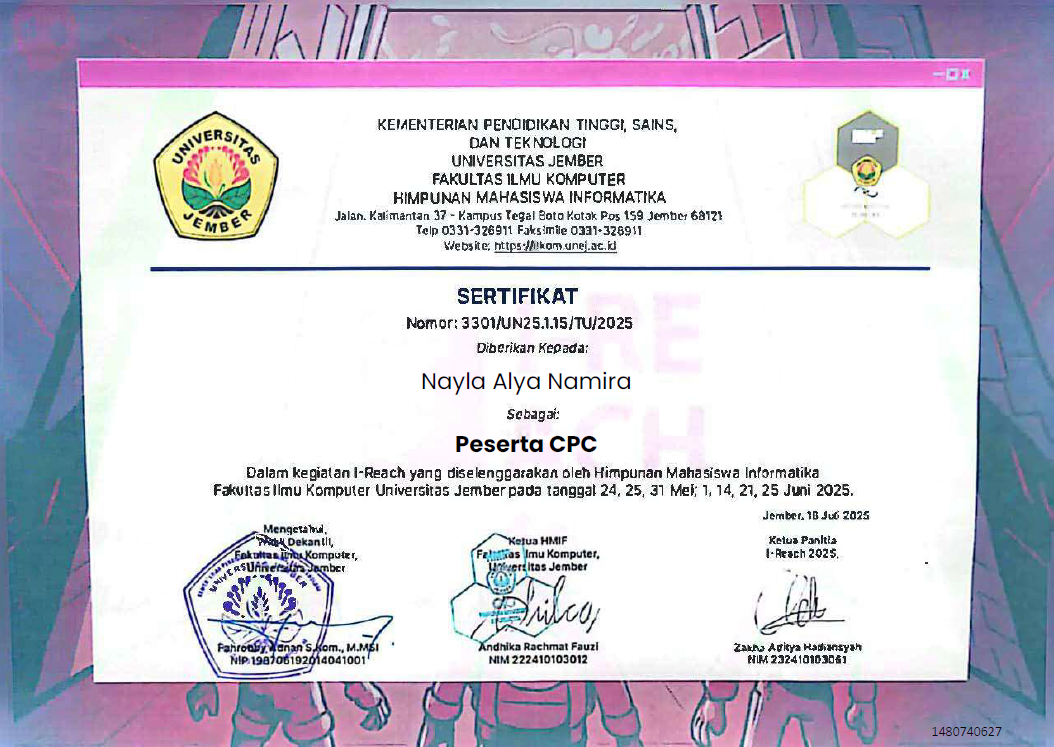 UNIVERSITAS
JEMBER
KEMENTERIAN PENDIDIKAN TINGGI, SAINS,
DAN TEKNOLOGI
UNIVERSITAS JEMBER
FAKULTAS ILMU KOMPUTER
HIMPUNAN MAHASISWA INFORMATIKA
Jalan. Kalimantan 37 - Kampus Tegal Boto Kotak Pos 159 Jember 68121
Telp 0331-326911 Faksimile 0331-326911
Website: https://ilkom.unej.ac.id
SERTIFIKAT
Nomor: 3301/UN25.1.15/TU/2025
Diberikan Kepada:
Nayla Alya Namira
Sebagai:
Peserta CPC
Dalam kegiatan I-Reach yang diselenggarakan oleh Himpunan Mahasiswa Informatika
Fakultas Ilmu Komputer Universitas Jember pada tanggal 24, 25, 31 Mei; 1, 14, 21, 25 Juni 2025.
Jember, 18 Juli 2025
Mengetahui,
Wakil Dekan III,
Fakultas Ilmu Komputer,
Universitas Jember
UNIVERSITAS JEMBER
Fahrobby Adnan S.Kom., M.MSI
NIP.198706192014041001
Ketua HMIF
Fakultas Ilmu Komputer,
Universitas Jember
Andhika Rachmat Fauzi
NIM 222410103012
Ketua Panitia
I-Reach 2025,
Aditya Hadiansyah
NIM 232410103061
1480740627